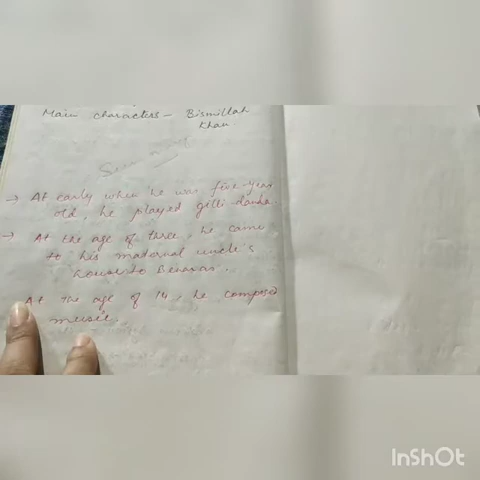 Main characters - Bismillah
Khan
Summary
→ At early when he was five year
old, he played gilli-danda.
→ At the age of three, he came
to his maternal uncle's
house to Benaras.
At the age of 14, he composed
music.
InShOt